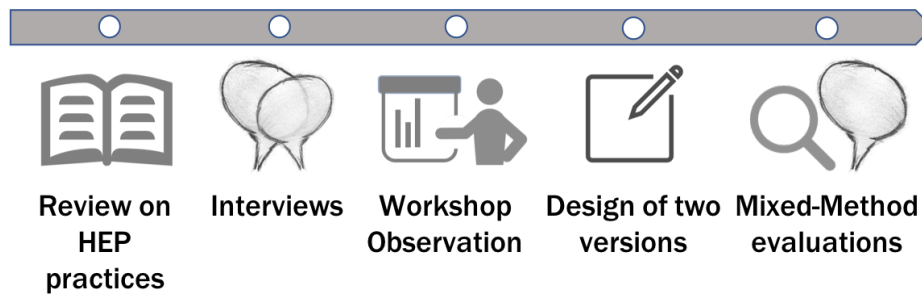 Review on
HEP
practices
Interviews
Workshop
Observation
Design of two
versions
Mixed-Method
evaluations